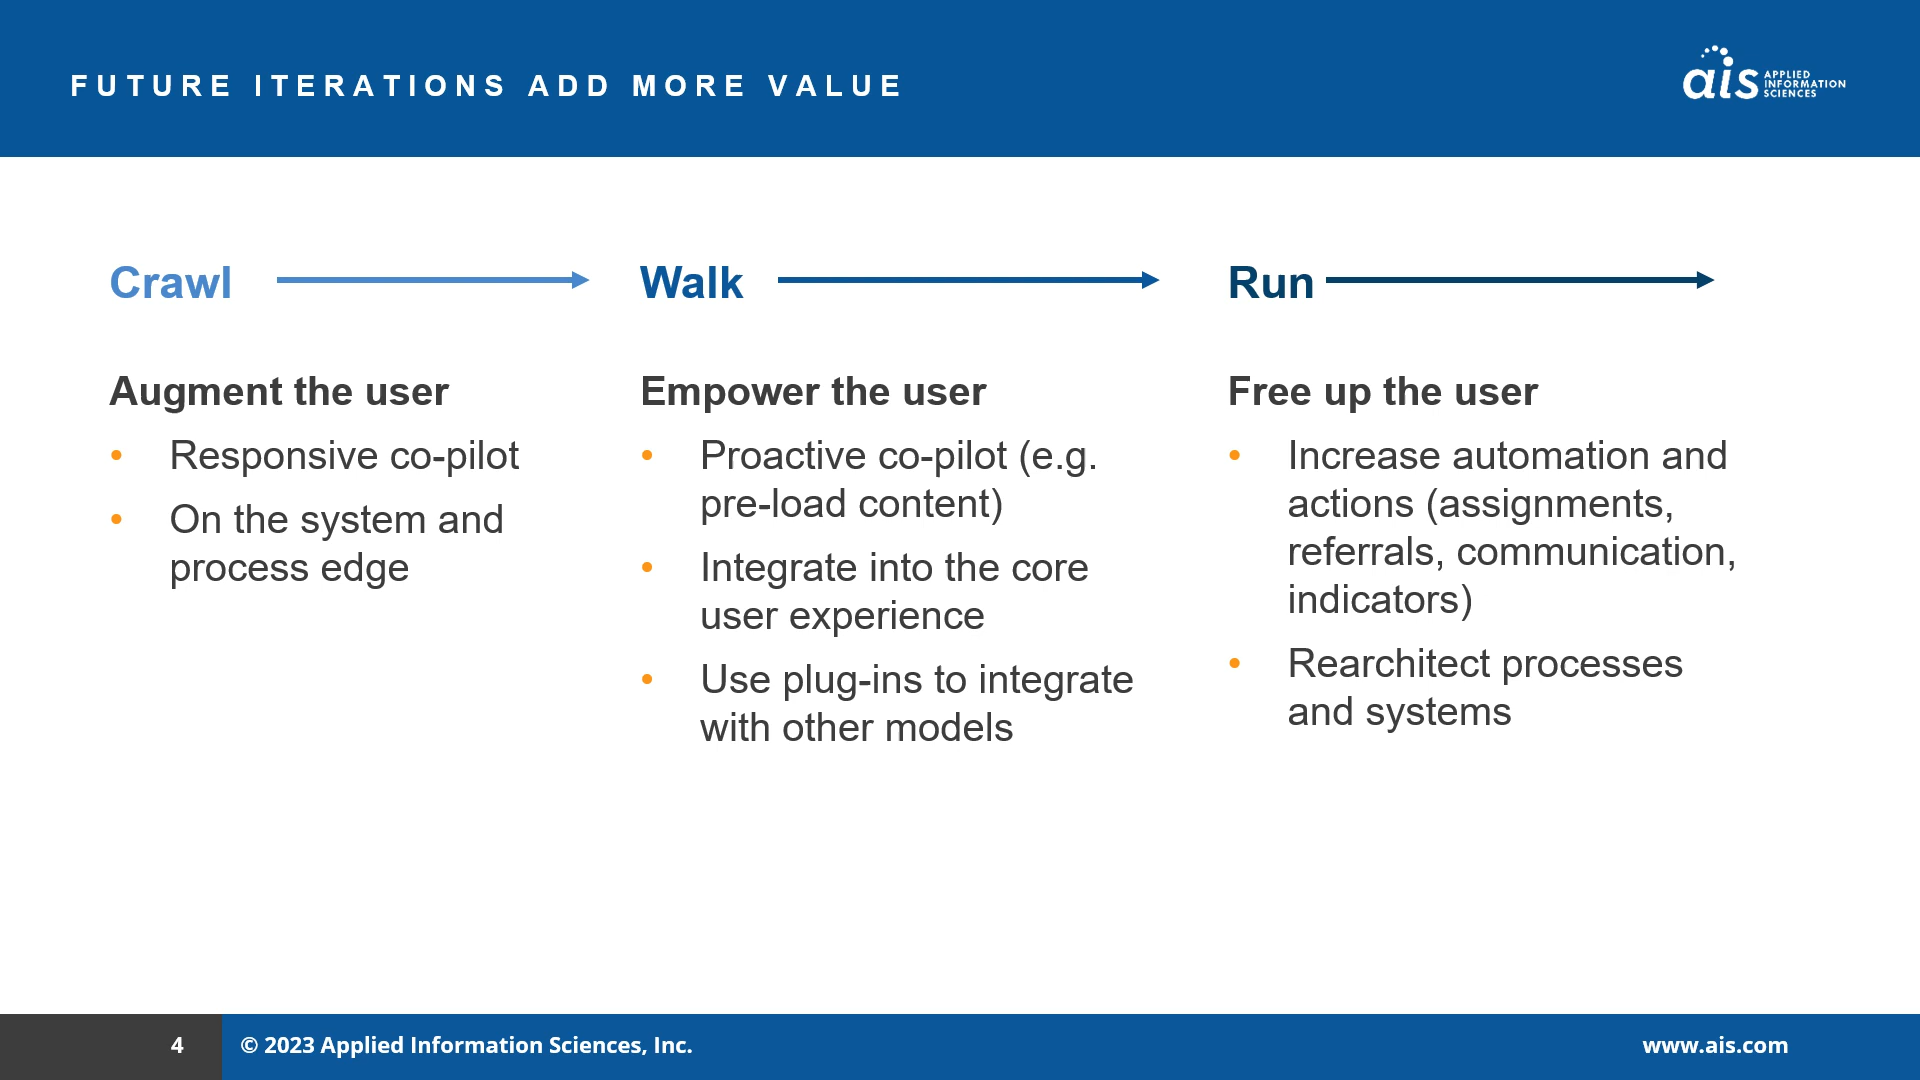 FUTURE ITERATIONS ADD MORE VALUE
ais APPLIED
INFORMATION
SCIENCES
Crawl
Augment the user
• Responsive co-pilot
• On the system and
process edge
Walk
Empower the user
• Proactive co-pilot (e.g.
pre-load content)
• Integrate into the core
user experience
• Use plug-ins to integrate
with other models
Run
Free up the user
• Increase automation and
actions (assignments,
referrals, communication,
indicators)
• Rearchitect processes
and systems
4
© 2023 Applied Information Sciences, Inc.
www.ais.com